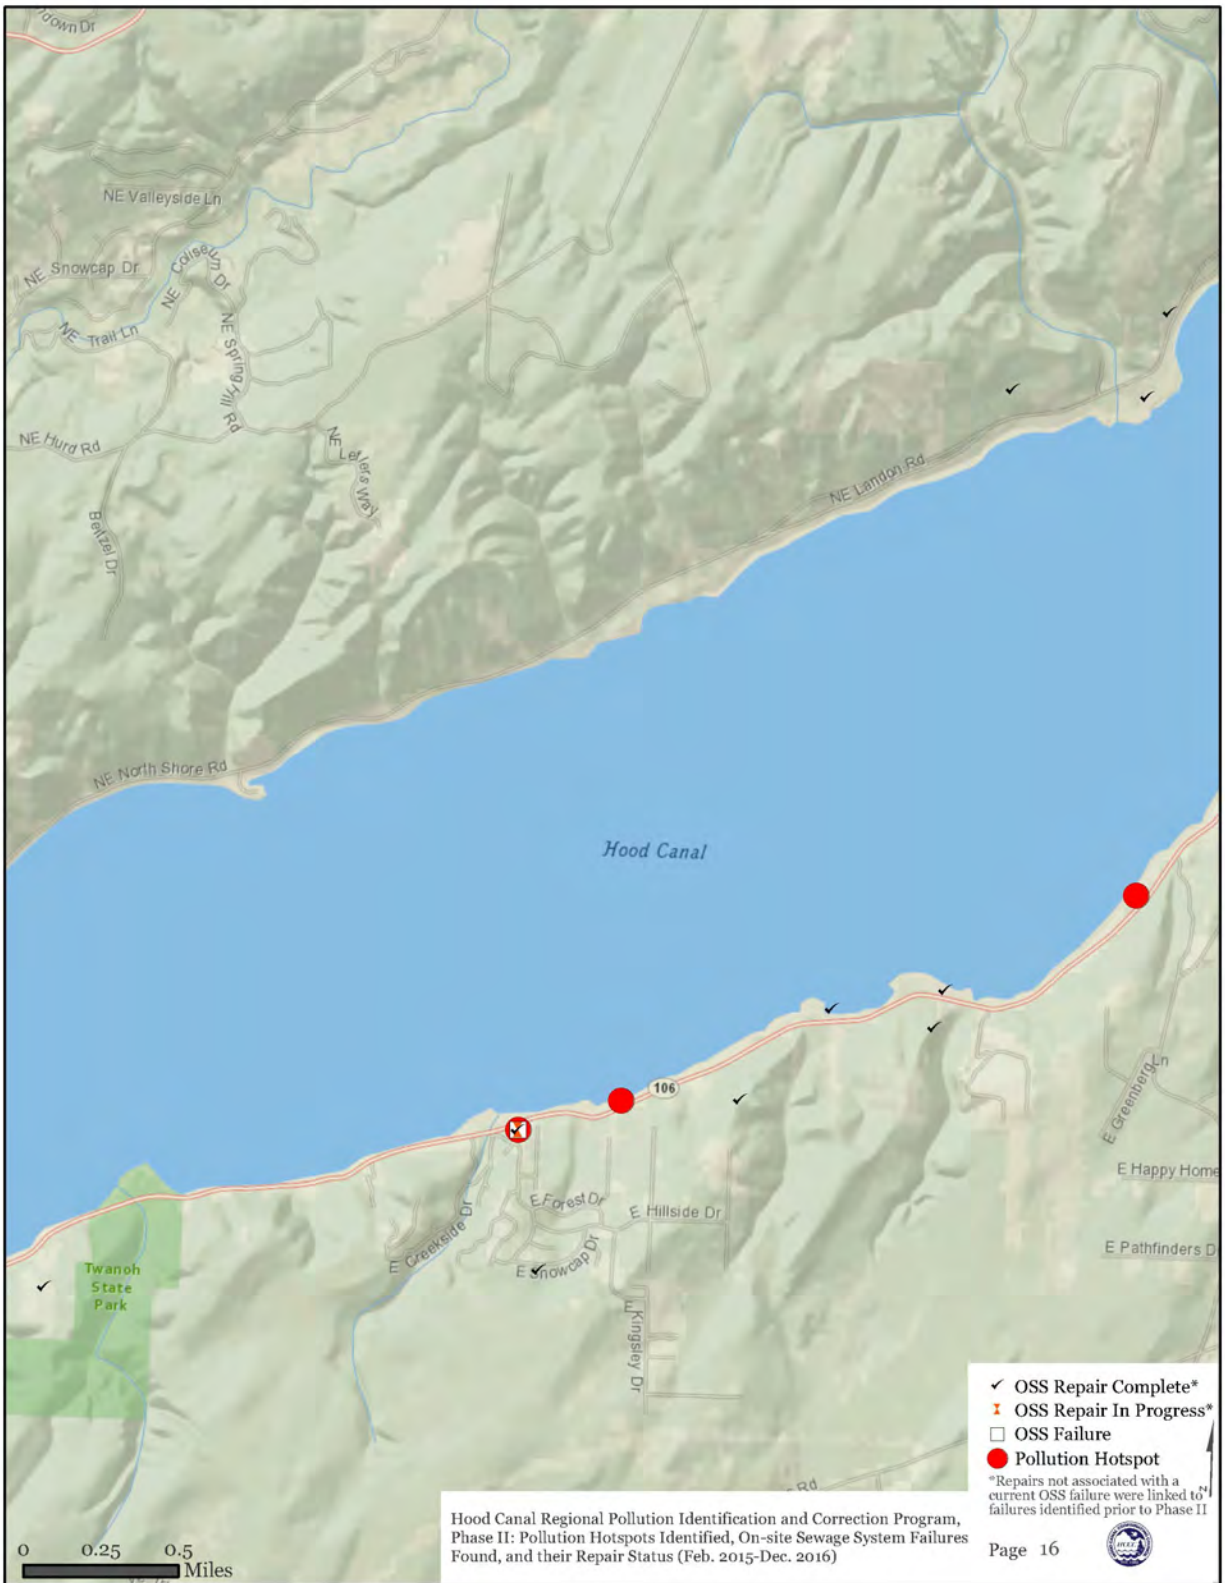 down Dr
NE Valleyside Ln
NE Snowcap Dr
NE Coliseum Dr
NE Trail Ln
NE Spring Hill Rd
NE Hurd Rd
NE
Beitzel Dr
NE Landon Rd
NE North Shore Rd
Hood Canal
106
E Greenberg Ln
E Happy Home
E Forest Dr
E Hillside Dr
E Creekside Dr
E Snowcap Dr
E Pathfinders D
Twanoh
State
Park
E Kingsley Dr
Rd
OSS Repair Complete*
OSS Repair In Progress*
OSS Failure
Pollution Hotspot
*Repairs not associated with a
current OSS failure were linked to
failures identified prior to Phase II
N
Hood Canal Regional Pollution Identification and Correction Program,
Phase II: Pollution Hotspots Identified, On-site Sewage System Failures
Found, and their Repair Status (Feb. 2015-Dec. 2016)
Page 16
HCCC
0 0.25 0.5
Miles